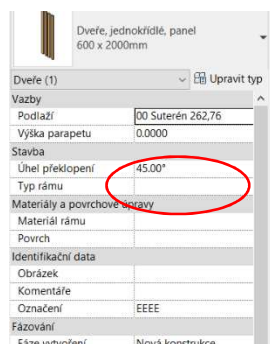 Dveře, jednokřídlé, panel
600 x 2000mm
Dveře (1)
Upravit typ
Vazby
Podlaží 00 Suterén 262,76
Výška parapetu 0.0000
Stavba
Úhel překlopení 45.00°
Typ rámu
Materiály a povrchové úpravy
Materiál rámu
Povrch
Identifikační data
Obrázek
Komentáře
Označení EEEE
Fázování
Fáze vytvoření Nová konstrukce